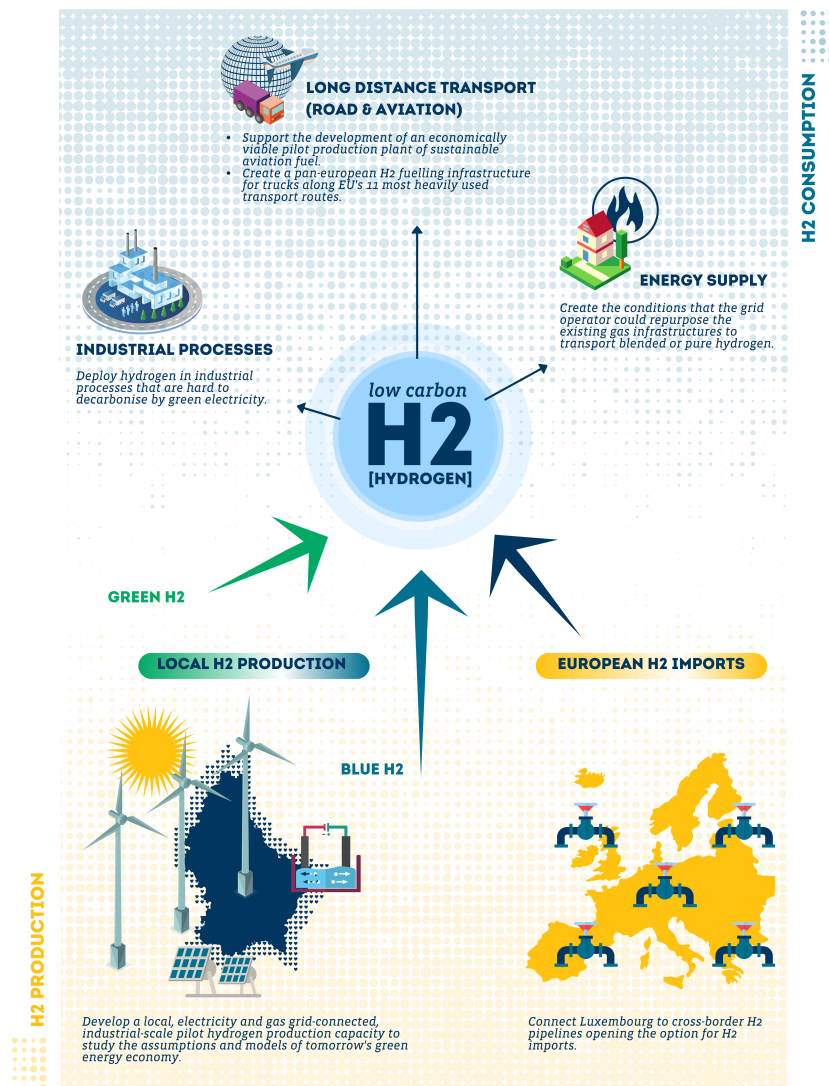 H2 CONSUMPTION
LONG DISTANCE TRANSPORT
(ROAD & AVIATION)
• Support the development of an economically
viable pilot production plant of sustainable
aviation fuel.
• Create a pan-european H2 fuelling infrastructure
for trucks along EU's 11 most heavily used
transport routes.
ENERGY SUPPLY
Create the conditions that the grid
operator could repurpose the
existing gas infrastructures to
transport blended or pure hydrogen.
INDUSTRIAL PROCESSES
Deploy hydrogen in industrial
processes that are hard to
decarbonise by green electricity.
low carbon
H2
[HYDROGEN]
GREEN H2
LOCAL H2 PRODUCTION
EUROPEAN H2 IMPORTS
BLUE H2
H2 PRODUCTION
Develop a local, electricity and gas grid-connected,
industrial-scale pilot hydrogen production capacity to
study the assumptions and models of tomorrow's green
energy economy.
Connect Luxembourg to cross-border H2
pipelines opening the option for H2
imports.